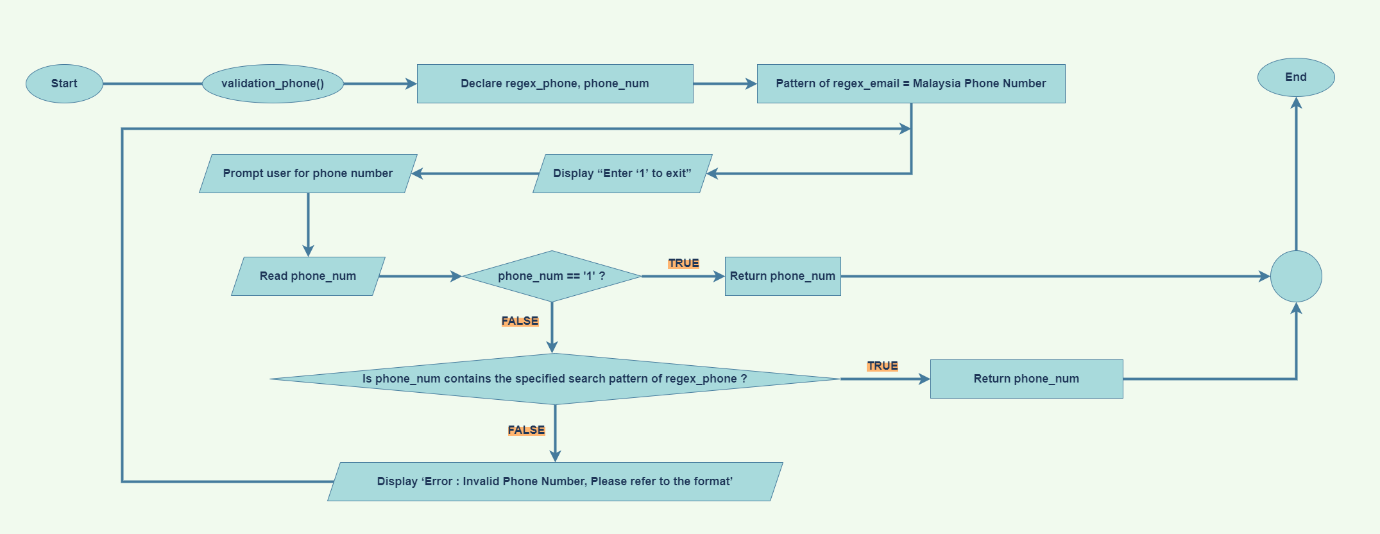 Start
validation_phone()
Declare regex_phone, phone_num
Pattern of regex_email = Malaysia Phone Number
End
Prompt user for phone number
Display “Enter ‘1’ to exit”
Read phone_num
phone_num == '1' ?
TRUE
Return phone_num
FALSE
Is phone_num contains the specified search pattern of regex_phone ?
TRUE
Return phone_num
FALSE
Display ‘Error : Invalid Phone Number, Please refer to the format’